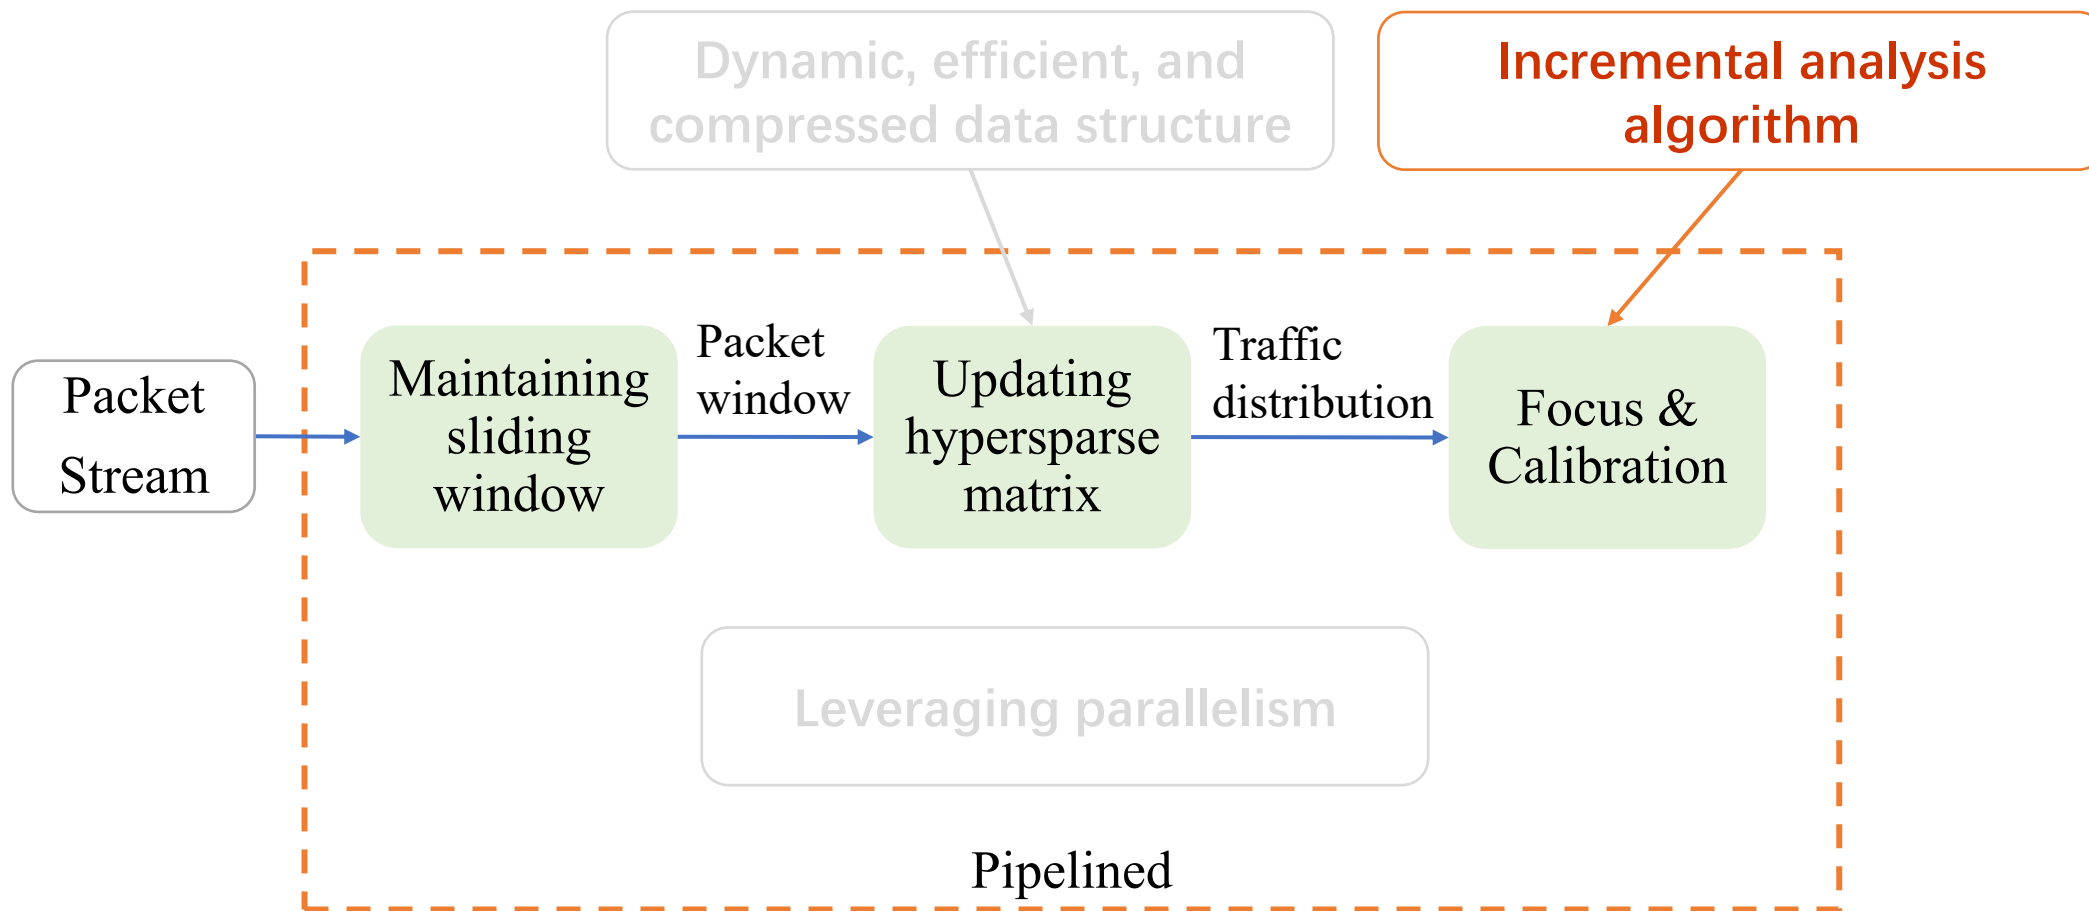 Dynamic, efficient, and
compressed data structure
Incremental analysis
algorithm
Packet
Stream
Maintaining
sliding
window
Packet
window
Updating
hypersparse
matrix
Traffic
distribution
Focus &
Calibration
Leveraging parallelism
Pipelined